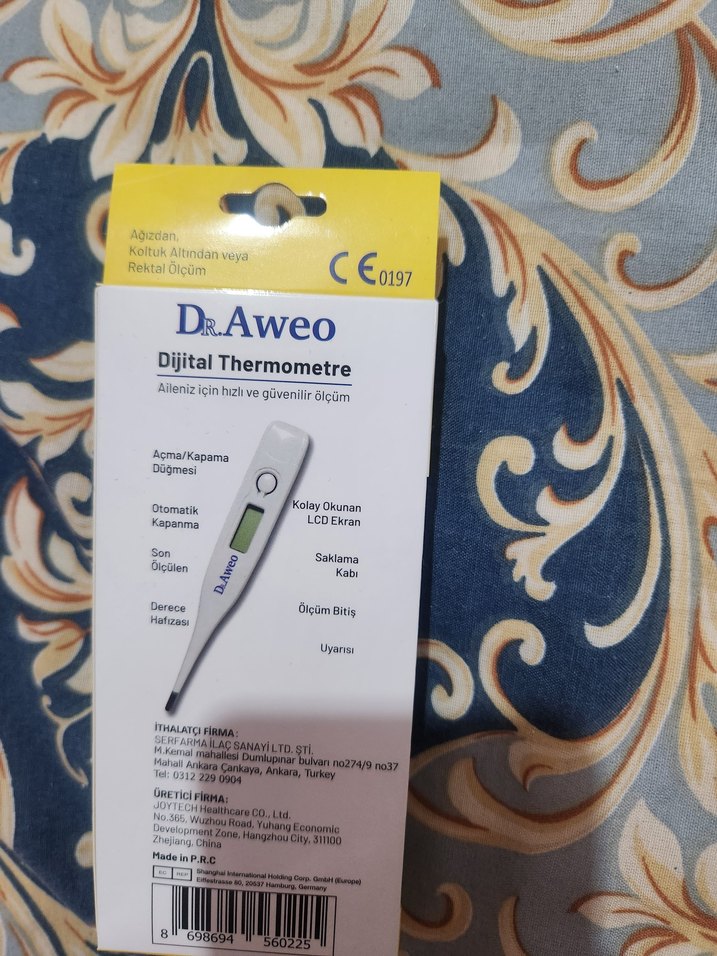 Ağızdan,
Koltuk Altından veya
Rektal Ölçüm
CE0197
DR.Aweo
Dijital Thermometre
Aileniz için hızlı ve güvenilir ölçüm
Açma/Kapama
Düğmesi
Otomatik
Kapanma
Son
Ölçülen
Derece
Hafızası
Kolay Okunan
LCD Ekran
Saklama
Kabı
Ölçüm Bitiş
Uyarısı
DR.Aweo
İTHALATÇI FİRMA:
SERFARMA İLAÇ SANAYİ LTD. ŞTİ.
M.Kemal mahallesi Dumlupınar bulvarı no274/9 no37
Mahall Ankara Çankaya, Ankara, Turkey
Tel: 0312 229 0904
ÜRETİCİ FİRMA:
JOYTECH Healthcare CO., Ltd.
No.365, Wuzhou Road, Yuhang Economic
Development Zone, Hangzhou City, 311100
Zhejiang, China
Made in P.R.C
EC REP
Shanghai International Holding Corp. GmbH (Europe)
Eiffestrasse 80, 20537 Hamburg, Germany
8 698694 560225